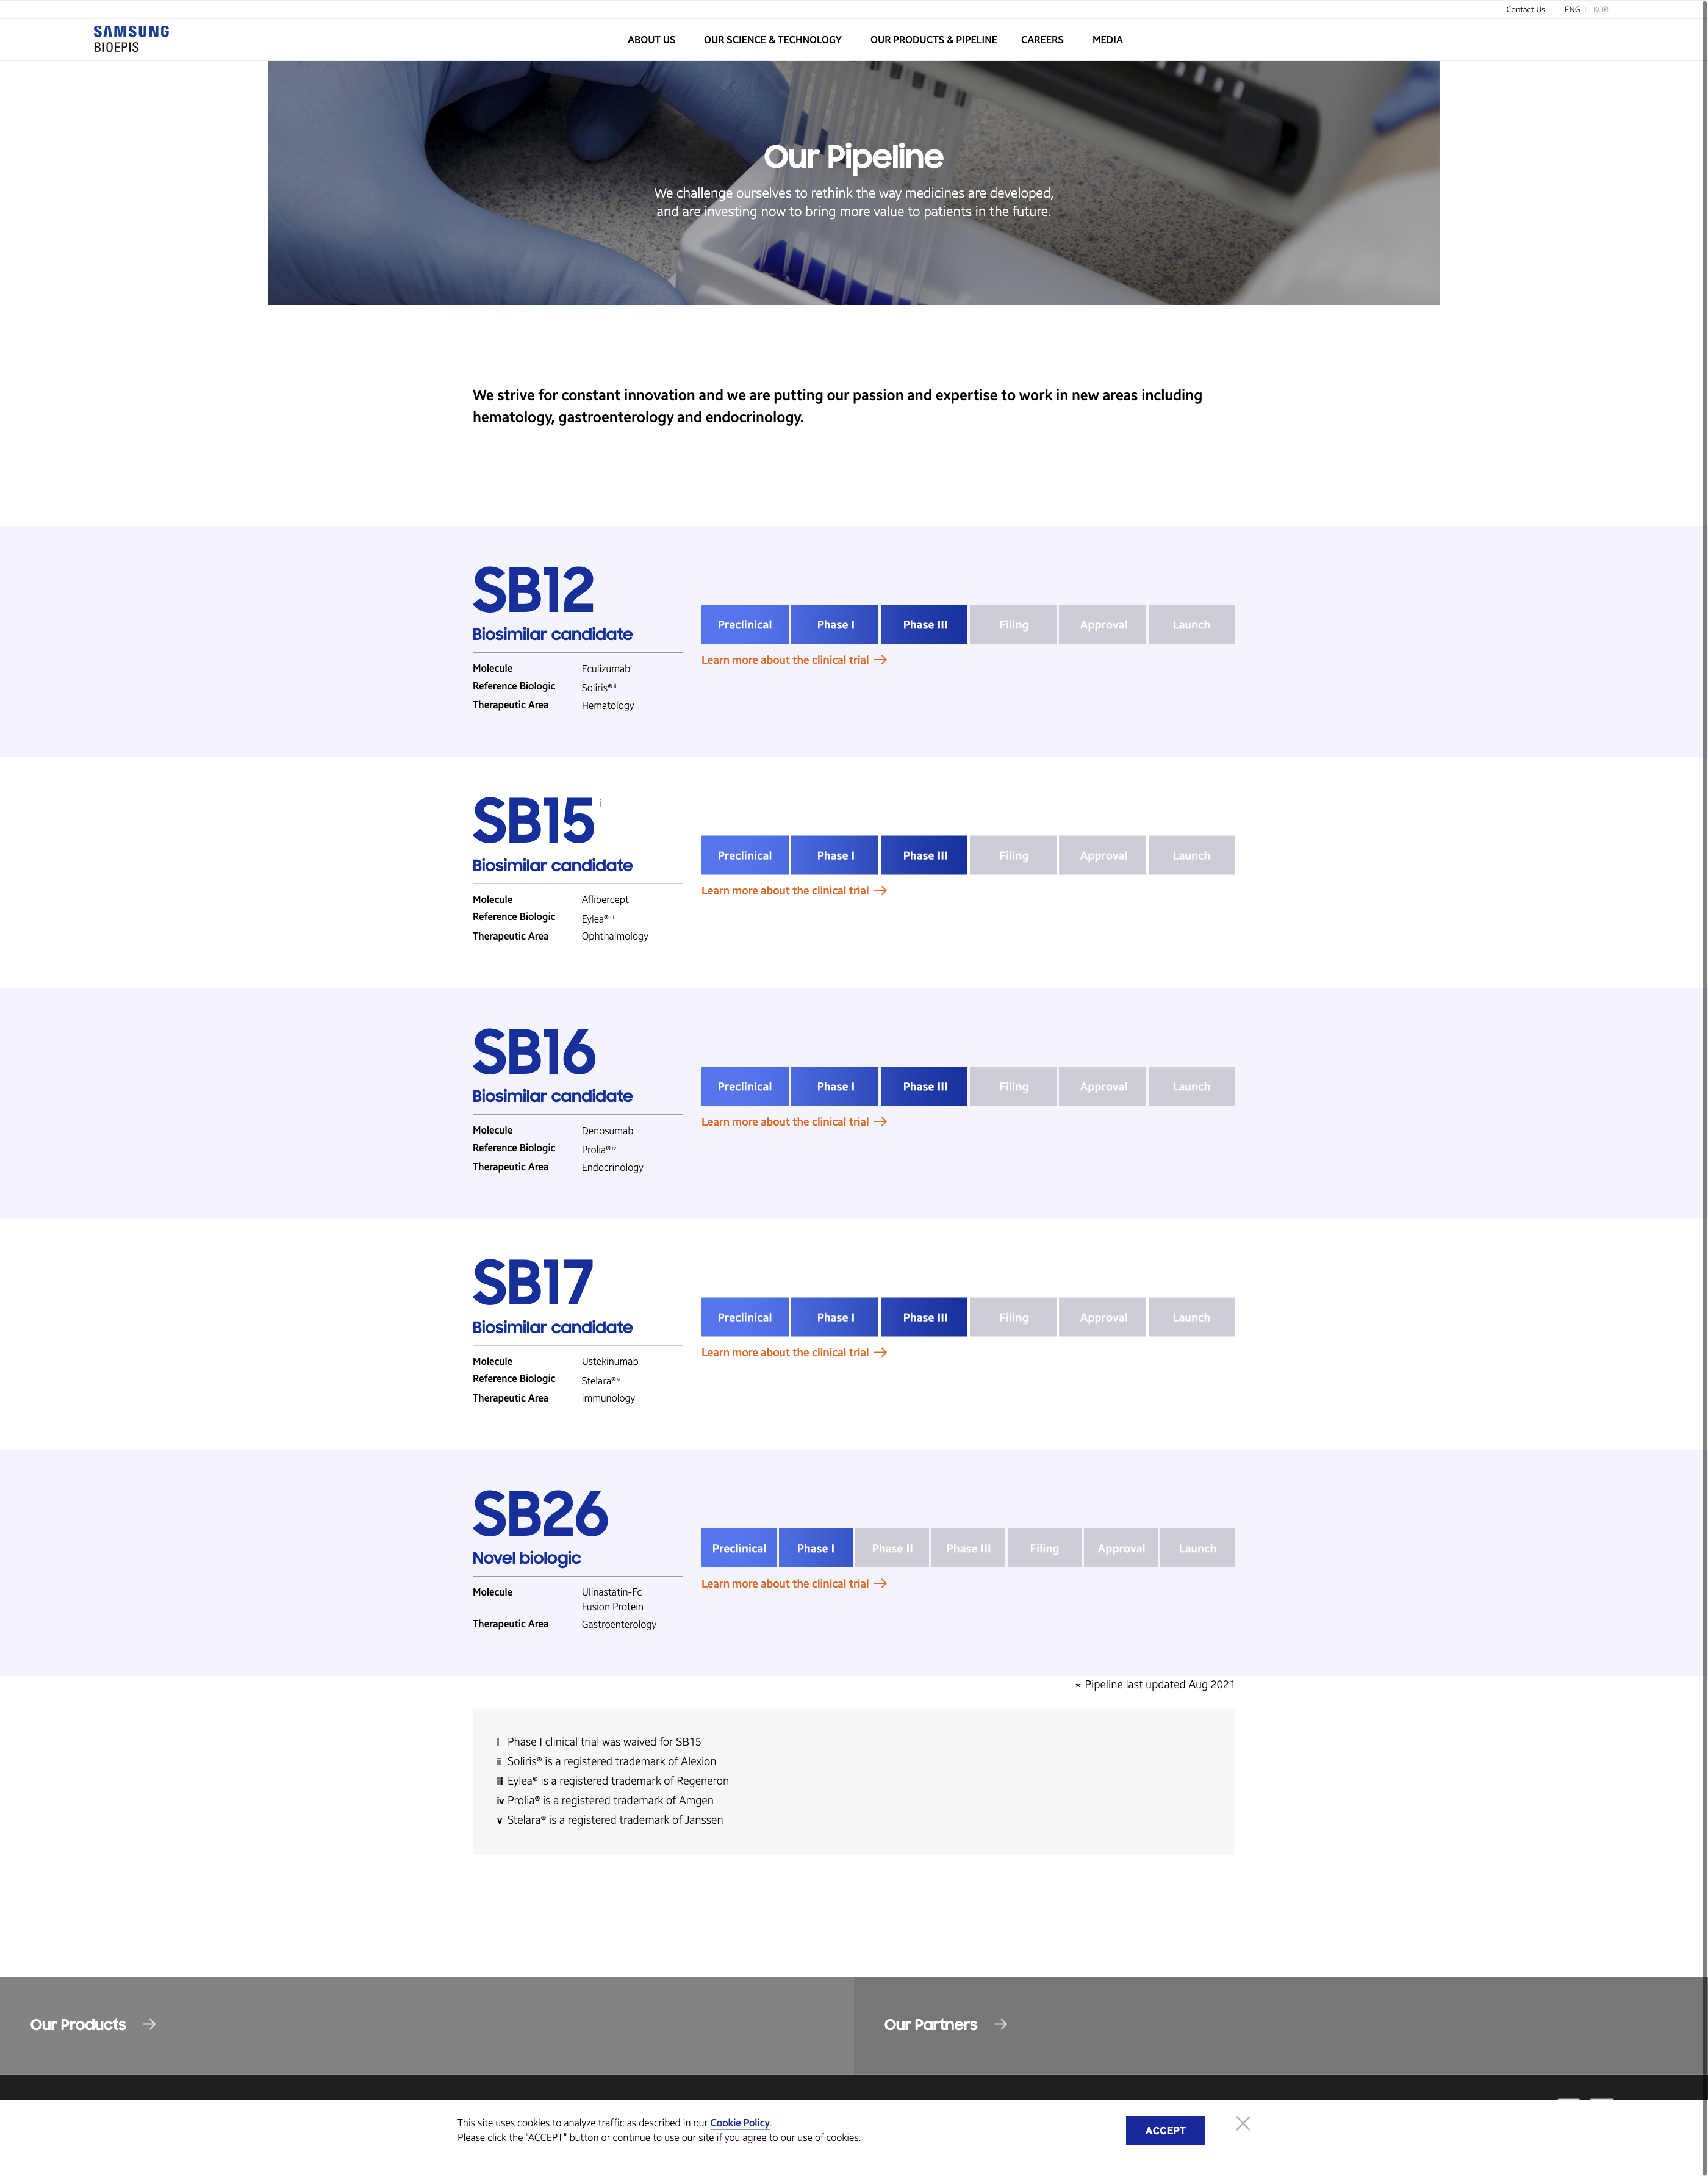 Contact Us ENG KOR
SAMSUNG
BIOEPIS
ABOUT US OUR SCIENCE & TECHNOLOGY OUR PRODUCTS & PIPELINE CAREERS MEDIA
Our Pipeline
We challenge ourselves to rethink the way medicines are developed,
and are investing now to bring more value to patients in the future.
We strive for constant innovation and we are putting our passion and expertise to work in new areas including
hematology, gastroenterology and endocrinology.
SB12
Biosimilar candidate
Molecule Eculizumab
Reference Biologic Soliris® ii
Therapeutic Area Hematology
Preclinical Phase I Phase III Filing Approval Launch
Learn more about the clinical trial →
SB15 i
Biosimilar candidate
Molecule Aflibercept
Reference Biologic Eylea® iii
Therapeutic Area Ophthalmology
Preclinical Phase I Phase III Filing Approval Launch
Learn more about the clinical trial →
SB16
Biosimilar candidate
Molecule Denosumab
Reference Biologic Prolia® iv
Therapeutic Area Endocrinology
Preclinical Phase I Phase III Filing Approval Launch
Learn more about the clinical trial →
SB17
Biosimilar candidate
Molecule Ustekinumab
Reference Biologic Stelara® v
Therapeutic Area immunology
Preclinical Phase I Phase III Filing Approval Launch
Learn more about the clinical trial →
SB26
Novel biologic
Molecule Ulinastatin-Fc
Fusion Protein
Therapeutic Area Gastroenterology
Preclinical Phase I Phase II Phase III Filing Approval Launch
Learn more about the clinical trial →
* Pipeline last updated Aug 2021
i Phase I clinical trial was waived for SB15
ii Soliris® is a registered trademark of Alexion
iii Eylea® is a registered trademark of Regeneron
iv Prolia® is a registered trademark of Amgen
v Stelara® is a registered trademark of Janssen
Our Products →
Our Partners →
This site uses cookies to analyze traffic as described in our Cookie Policy.
Please click the “ACCEPT” button or continue to use our site if you agree to our use of cookies.
ACCEPT